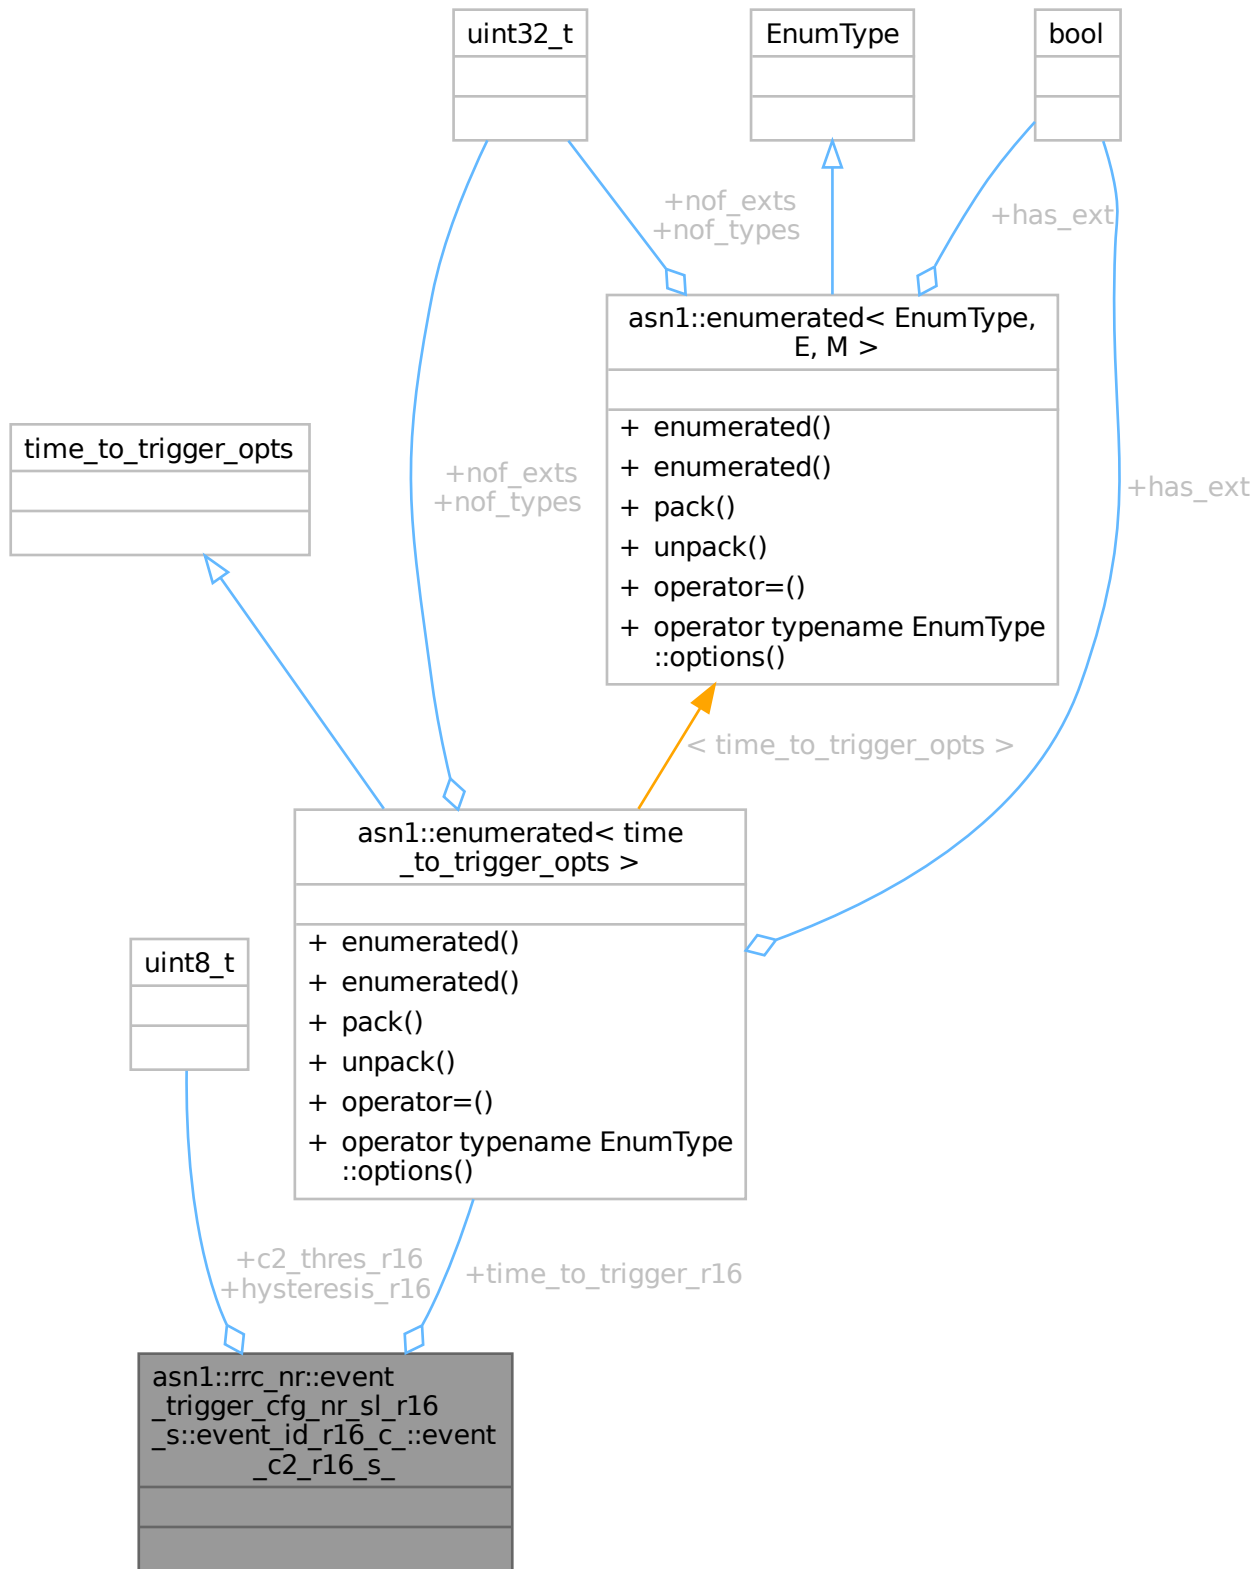 uint32_t
EnumType
bool
+nof_exts
+nof_types
+has_ext
asn1::enumerated< EnumType,
E, M >
+ enumerated()
+ enumerated()
+ pack()
+ unpack()
+ operator=()
+ operator typename EnumType
::options()
time_to_trigger_opts
+nof_exts
+nof_types
+has_ext
< time_to_trigger_opts >
asn1::enumerated< time
_to_trigger_opts >
+ enumerated()
+ enumerated()
+ pack()
+ unpack()
+ operator=()
+ operator typename EnumType
::options()
uint8_t
+c2_thres_r16
+hysteresis_r16
+time_to_trigger_r16
asn1::rrc_nr::event
_trigger_cfg_nr_sl_r16
_s::event_id_r16_c_::event
_c2_r16_s_